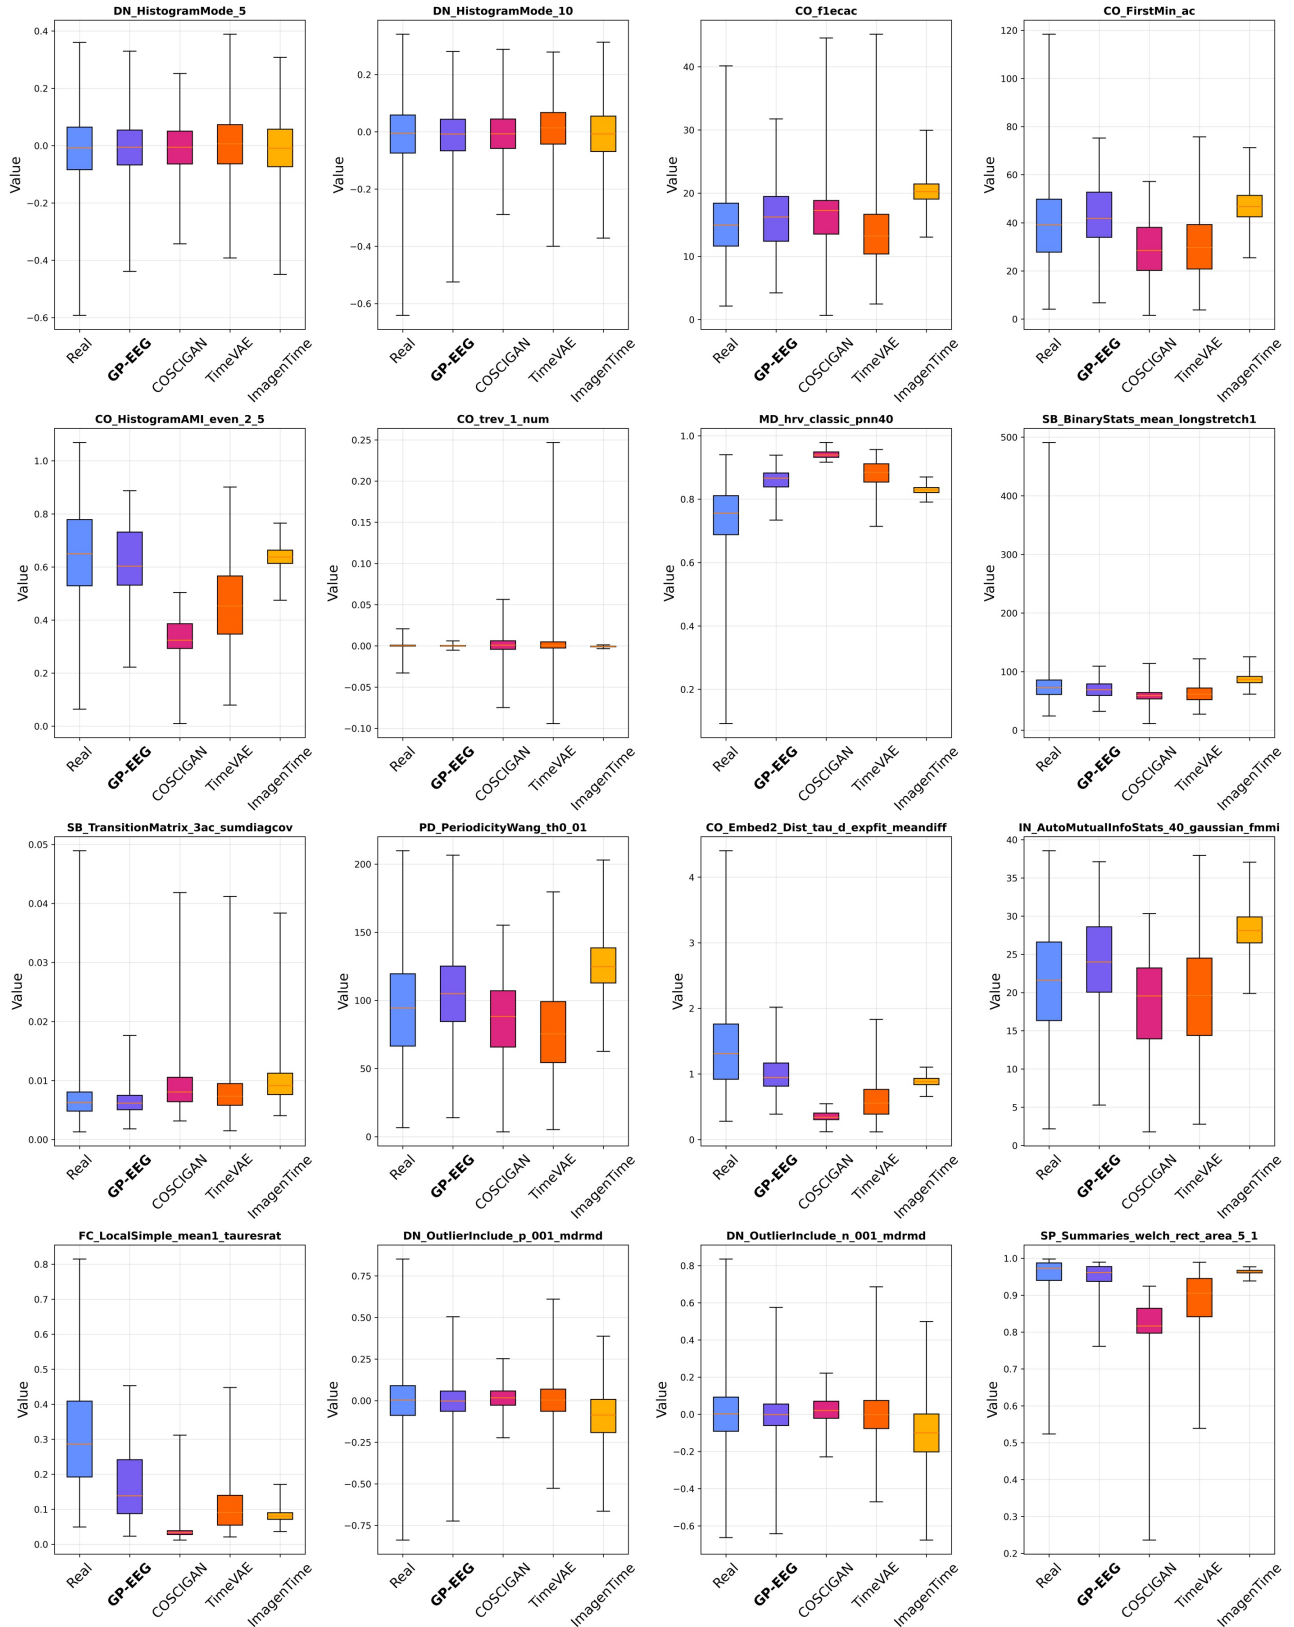 DN_HistogramMode_5
Value
0.4
0.2
0.0
−0.2
−0.4
−0.6
Real
GP-EEG
COSCIGAN
TimeVAE
ImagenTime
DN_HistogramMode_10
Value
0.2
0.0
−0.2
−0.4
−0.6
Real
GP-EEG
COSCIGAN
TimeVAE
ImagenTime
CO_f1ecac
Value
40
30
20
10
0
Real
GP-EEG
COSCIGAN
TimeVAE
ImagenTime
CO_FirstMin_ac
Value
120
100
80
60
40
20
0
Real
GP-EEG
COSCIGAN
TimeVAE
ImagenTime
CO_HistogramAMI_even_2_5
Value
1.0
0.8
0.6
0.4
0.2
0.0
Real
GP-EEG
COSCIGAN
TimeVAE
ImagenTime
CO_trev_1_num
Value
0.25
0.20
0.15
0.10
0.05
0.00
−0.05
−0.10
Real
GP-EEG
COSCIGAN
TimeVAE
ImagenTime
MD_hrv_classic_pnn40
Value
1.0
0.8
0.6
0.4
0.2
Real
GP-EEG
COSCIGAN
TimeVAE
ImagenTime
SB_BinaryStats_mean_longstretch1
Value
500
400
300
200
100
0
Real
GP-EEG
COSCIGAN
TimeVAE
ImagenTime
SB_TransitionMatrix_3ac_sumdiagcov
Value
0.05
0.04
0.03
0.02
0.01
0.00
Real
GP-EEG
COSCIGAN
TimeVAE
ImagenTime
PD_PeriodicityWang_th0_01
Value
200
150
100
50
0
Real
GP-EEG
COSCIGAN
TimeVAE
ImagenTime
CO_Embed2_Dist_tau_d_expfit_meandiff
Value
4
3
2
1
0
Real
GP-EEG
COSCIGAN
TimeVAE
ImagenTime
IN_AutoMutualInfoStats_40_gaussian_fmmi
Value
40
35
30
25
20
15
10
5
0
Real
GP-EEG
COSCIGAN
TimeVAE
ImagenTime
FC_LocalSimple_mean1_tauresrat
Value
0.8
0.7
0.6
0.5
0.4
0.3
0.2
0.1
0.0
Real
GP-EEG
COSCIGAN
TimeVAE
ImagenTime
DN_OutlierInclude_p_001_mdrmd
Value
0.75
0.50
0.25
0.00
−0.25
−0.50
−0.75
Real
GP-EEG
COSCIGAN
TimeVAE
ImagenTime
DN_OutlierInclude_n_001_mdrmd
Value
0.8
0.6
0.4
0.2
0.0
−0.2
−0.4
−0.6
Real
GP-EEG
COSCIGAN
TimeVAE
ImagenTime
SP_Summaries_welch_rect_area_5_1
Value
1.0
0.9
0.8
0.7
0.6
0.5
0.4
0.3
0.2
Real
GP-EEG
COSCIGAN
TimeVAE
ImagenTime